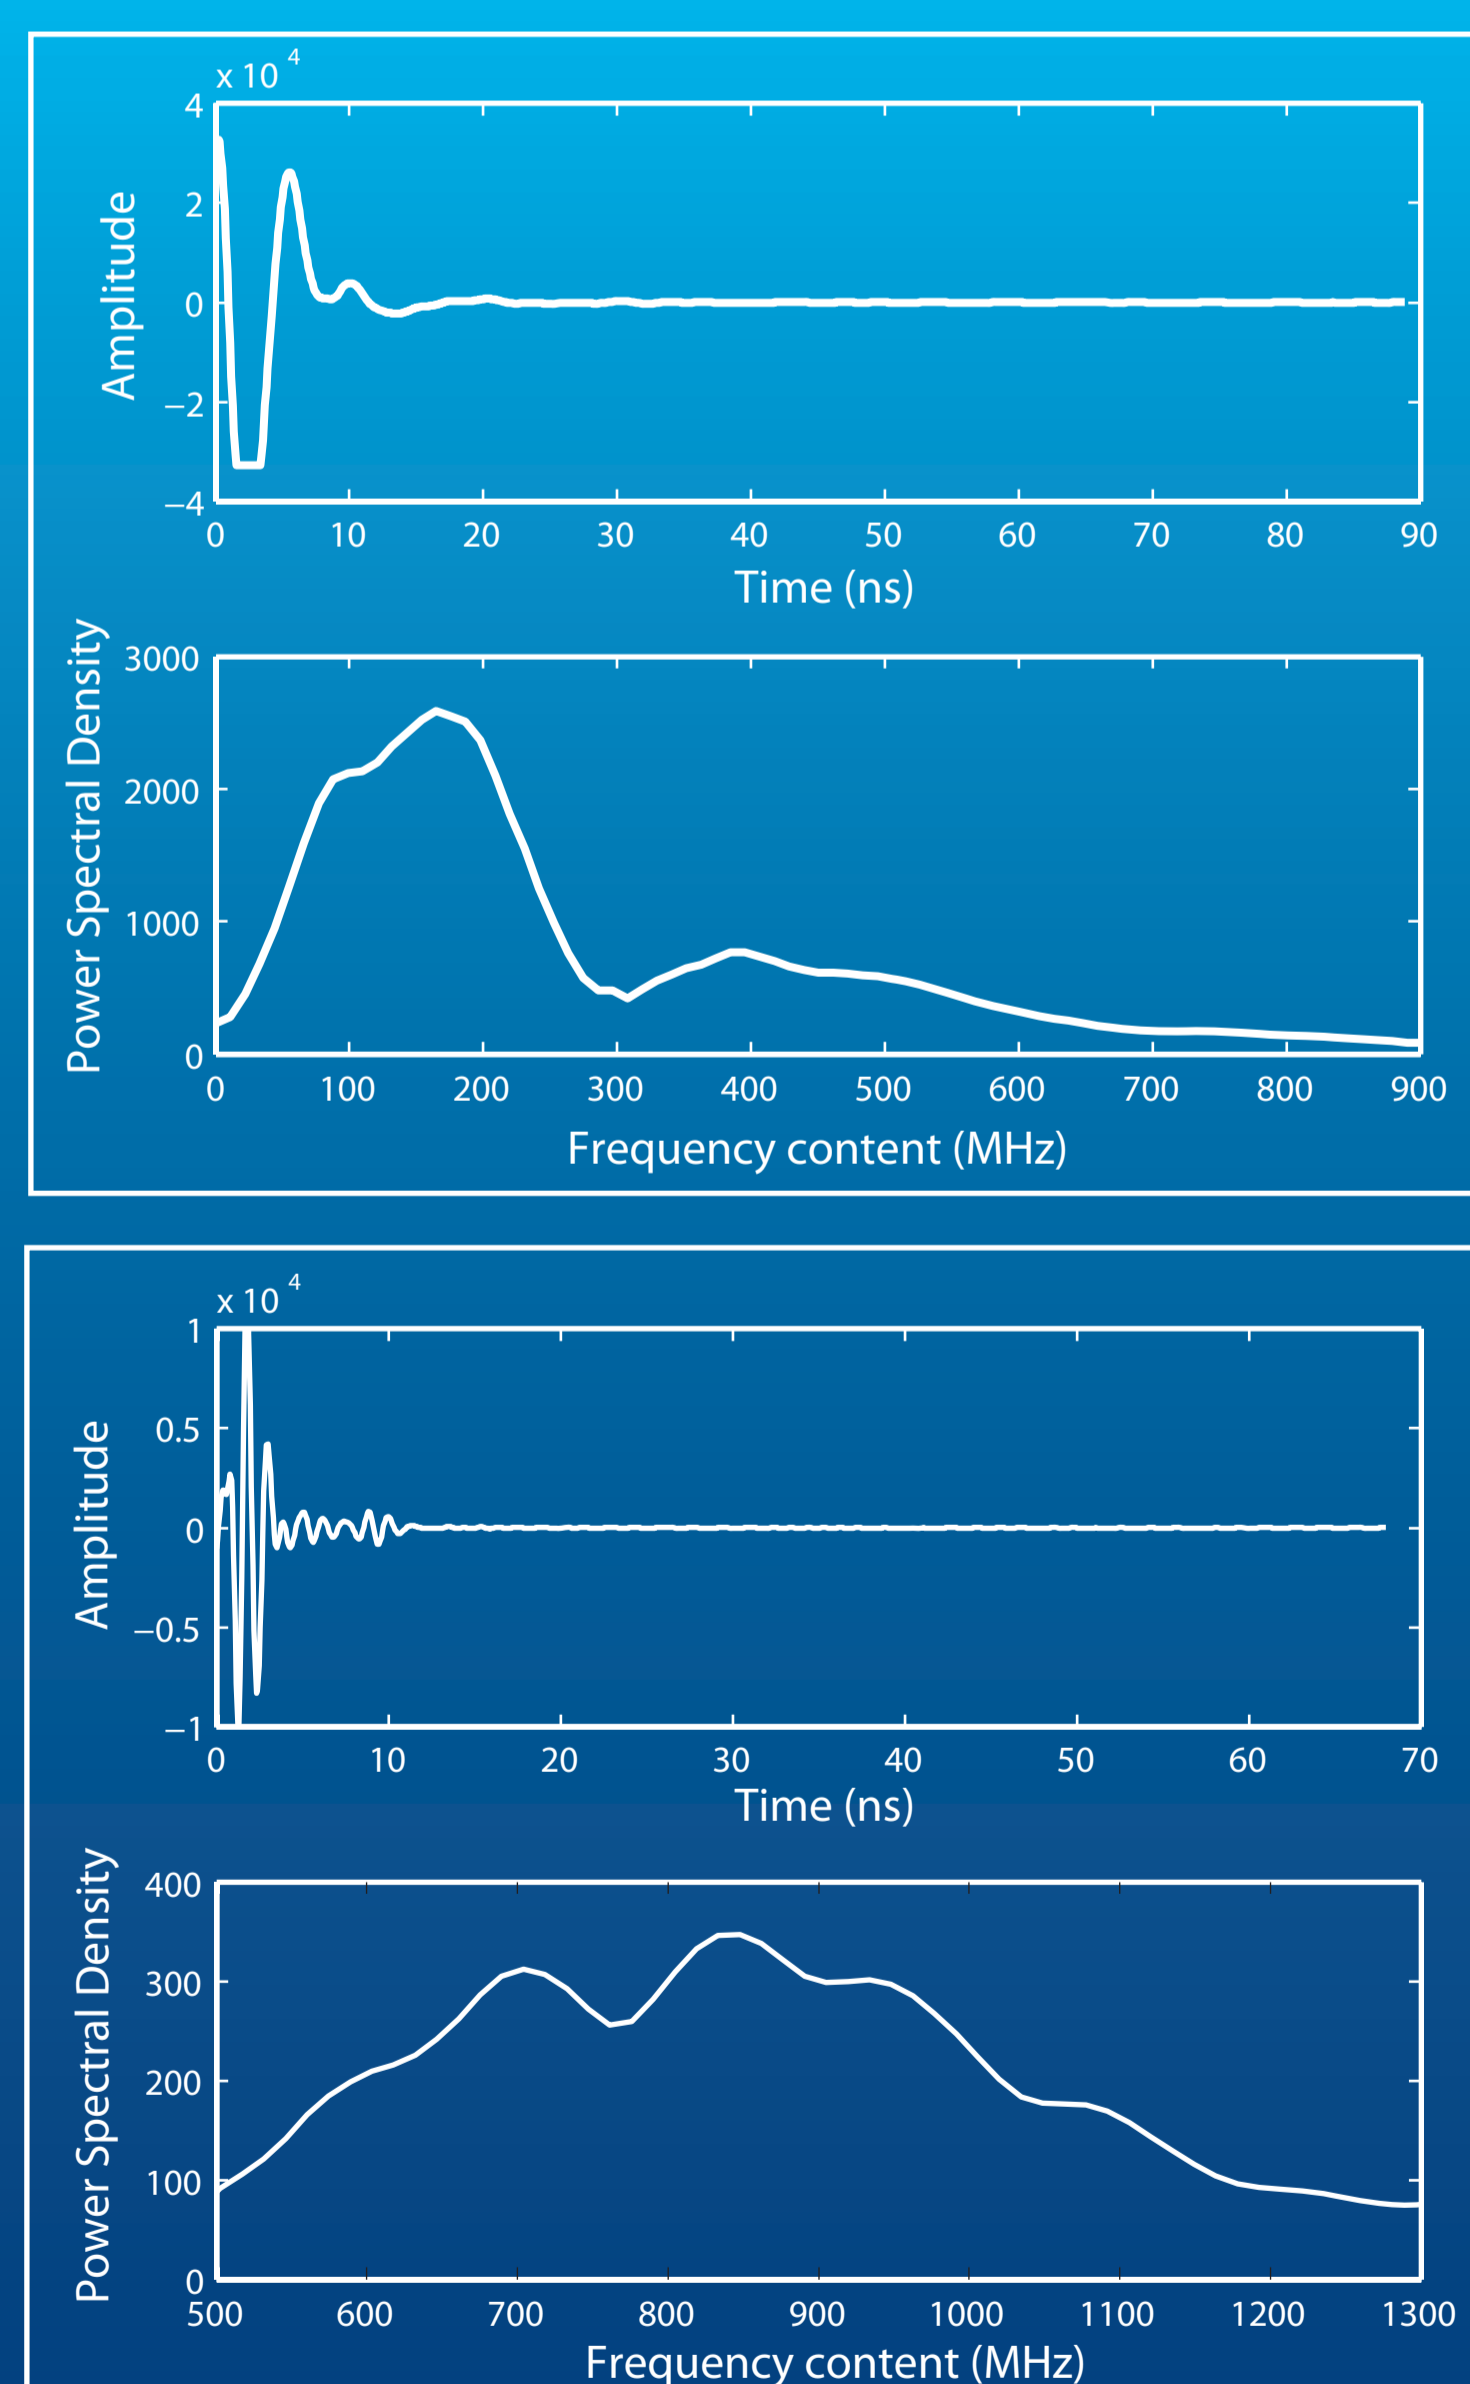 x 10 4
4
2
0
−2
−4
Amplitude
0 10 20 30 40 50 60 70 80 90
Time (ns)
3000
2000
1000
0
Power Spectral Density
0 100 200 300 400 500 600 700 800 900
Frequency content (MHz)
x 10 4
1
0.5
0
−0.5
−1
Amplitude
0 10 20 30 40 50 60 70
Time (ns)
400
300
200
100
0
Power Spectral Density
500 600 700 800 900 1000 1100 1200 1300
Frequency content (MHz)